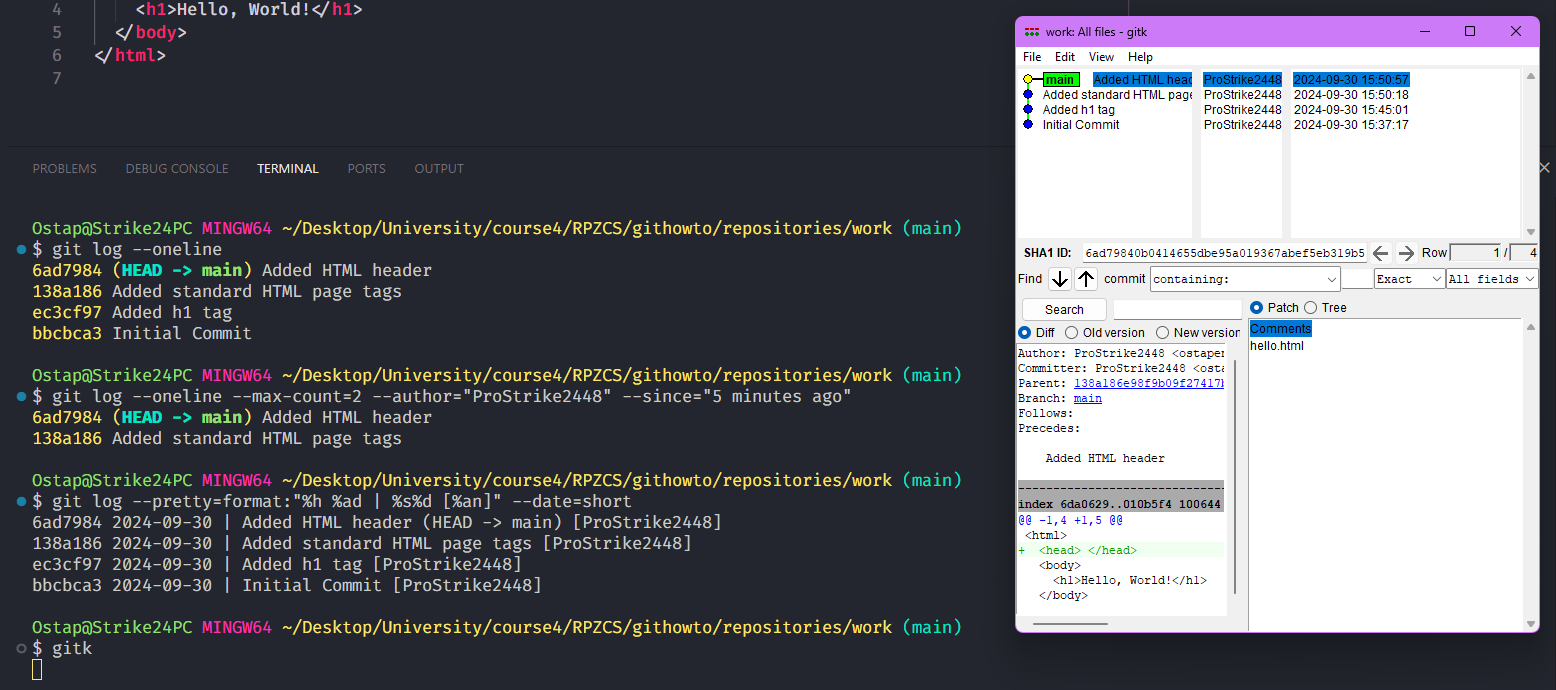 4 <h1>Hello, World!</h1>
5 </body>
6 </html>
7
PROBLEMS DEBUG CONSOLE TERMINAL PORTS OUTPUT
Ostap@Strike24PC MINGW64 ~/Desktop/University/course4/RPZCS/githowto/repositories/work (main)
$ git log --oneline
6ad7984 (HEAD -> main) Added HTML header
138a186 Added standard HTML page tags
ec3cf97 Added h1 tag
bbcbca3 Initial Commit
Ostap@Strike24PC MINGW64 ~/Desktop/University/course4/RPZCS/githowto/repositories/work (main)
$ git log --oneline --max-count=2 --author="ProStrike2448" --since="5 minutes ago"
6ad7984 (HEAD -> main) Added HTML header
138a186 Added standard HTML page tags
Ostap@Strike24PC MINGW64 ~/Desktop/University/course4/RPZCS/githowto/repositories/work (main)
$ git log --pretty=format:"%h %ad | %s%d [%an]" --date=short
6ad7984 2024-09-30 | Added HTML header (HEAD -> main) [ProStrike2448]
138a186 2024-09-30 | Added standard HTML page tags [ProStrike2448]
ec3cf97 2024-09-30 | Added h1 tag [ProStrike2448]
bbcbca3 2024-09-30 | Initial Commit [ProStrike2448]
Ostap@Strike24PC MINGW64 ~/Desktop/University/course4/RPZCS/githowto/repositories/work (main)
$ gitk
work: All files - gitk
File Edit View Help
main Added HTML head ProStrike2448 2024-09-30 15:50:57
Added standard HTML page ProStrike2448 2024-09-30 15:50:18
Added h1 tag ProStrike2448 2024-09-30 15:45:01
Initial Commit ProStrike2448 2024-09-30 15:37:17
SHA1 ID: 6ad79840b0414655dbe95a019367abef5eb319b5 Row 1 / 4
Find commit containing: Exact All fields
Search
Diff Old version New version
Author: ProStrike2448 <ostaper
Committer: ProStrike2448 <osta
Parent: 138a186e98f9b09f27417b
Branch: main
Follows:
Precedes:
Added HTML header
index 6da0629..010b5f4 100644
@@ -1,4 +1,5 @@
<html>
+ <head> </head>
<body>
<h1>Hello, World!</h1>
</body>
Patch Tree
Comments
hello.html